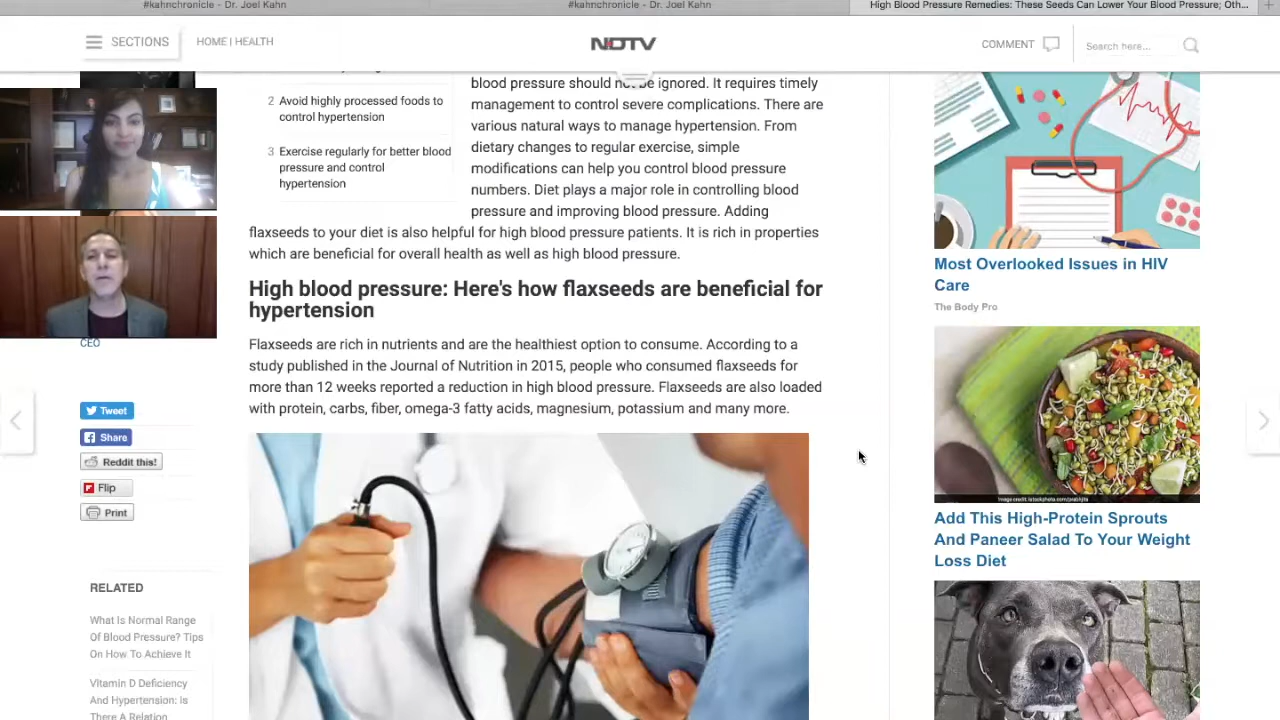 #kahnchronicle - Dr. Joel Kahn
#kahnchronicle - Dr. Joel Kahn
High Blood Pressure Remedies: These Seeds Can Lower Your Blood Pressure; Oth...
SECTIONS
HOME | HEALTH
NDTV
COMMENT
Search here...
2 Avoid highly processed foods to
control hypertension
3 Exercise regularly for better blood
pressure and control
hypertension
blood pressure should not be ignored. It requires timely
management to control severe complications. There are
various natural ways to manage hypertension. From
dietary changes to regular exercise, simple
modifications can help you control blood pressure
numbers. Diet plays a major role in controlling blood
pressure and improving blood pressure. Adding
flaxseeds to your diet is also helpful for high blood pressure patients. It is rich in properties
which are beneficial for overall health as well as high blood pressure.
High blood pressure: Here's how flaxseeds are beneficial for
hypertension
Flaxseeds are rich in nutrients and are the healthiest option to consume. According to a
study published in the Journal of Nutrition in 2015, people who consumed flaxseeds for
more than 12 weeks reported a reduction in high blood pressure. Flaxseeds are also loaded
with protein, carbs, fiber, omega-3 fatty acids, magnesium, potassium and many more.
CEO
Tweet
Share
Reddit this!
Flip
Print
RELATED
What Is Normal Range
Of Blood Pressure? Tips
On How To Achieve It
Vitamin D Deficiency
And Hypertension: Is
There A Relation
Most Overlooked Issues in HIV
Care
The Body Pro
Add This High-Protein Sprouts
And Paneer Salad To Your Weight
Loss Diet